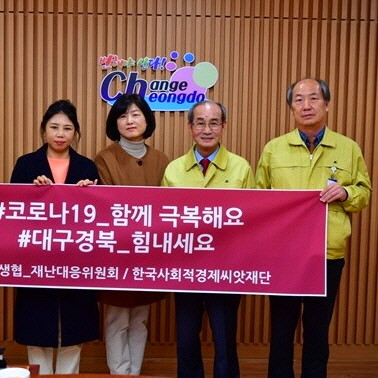 Change
Cheongdo
#코로나19_함께 극복해요
#대구경북_힘내세요
생협_재난대응위원회 / 한국사회적경제씨앗재단